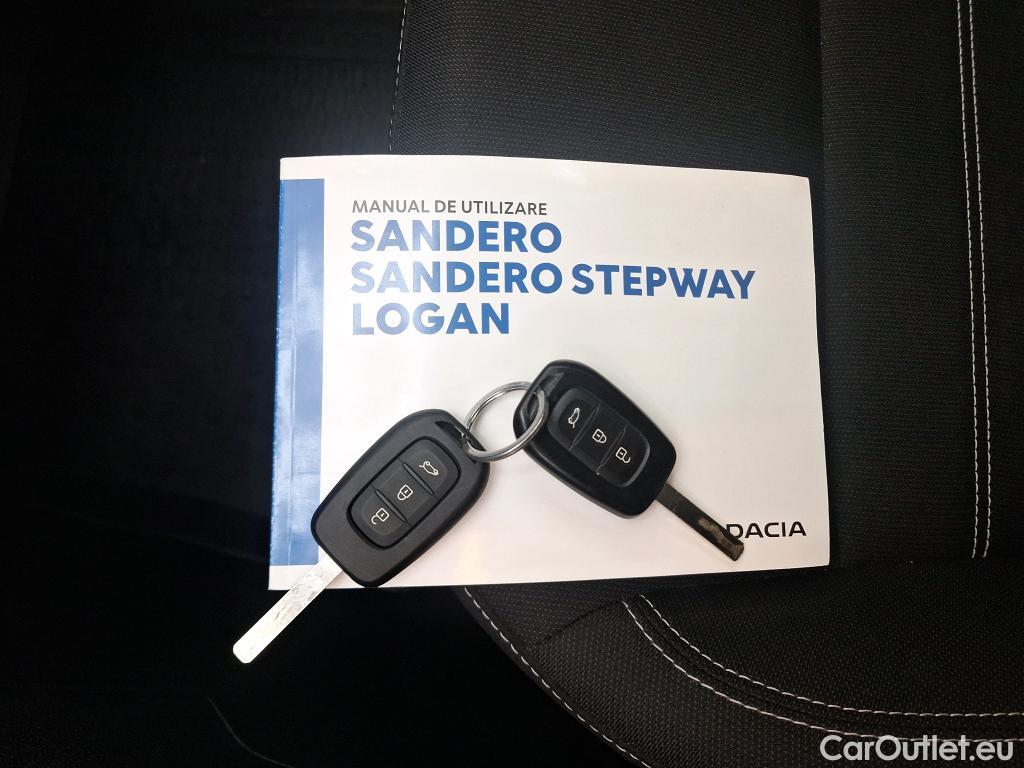 MANUAL DE UTILIZARE
SANDERO
SANDERO STEPWAY
LOGAN
DACIA
CarOutlet.eu